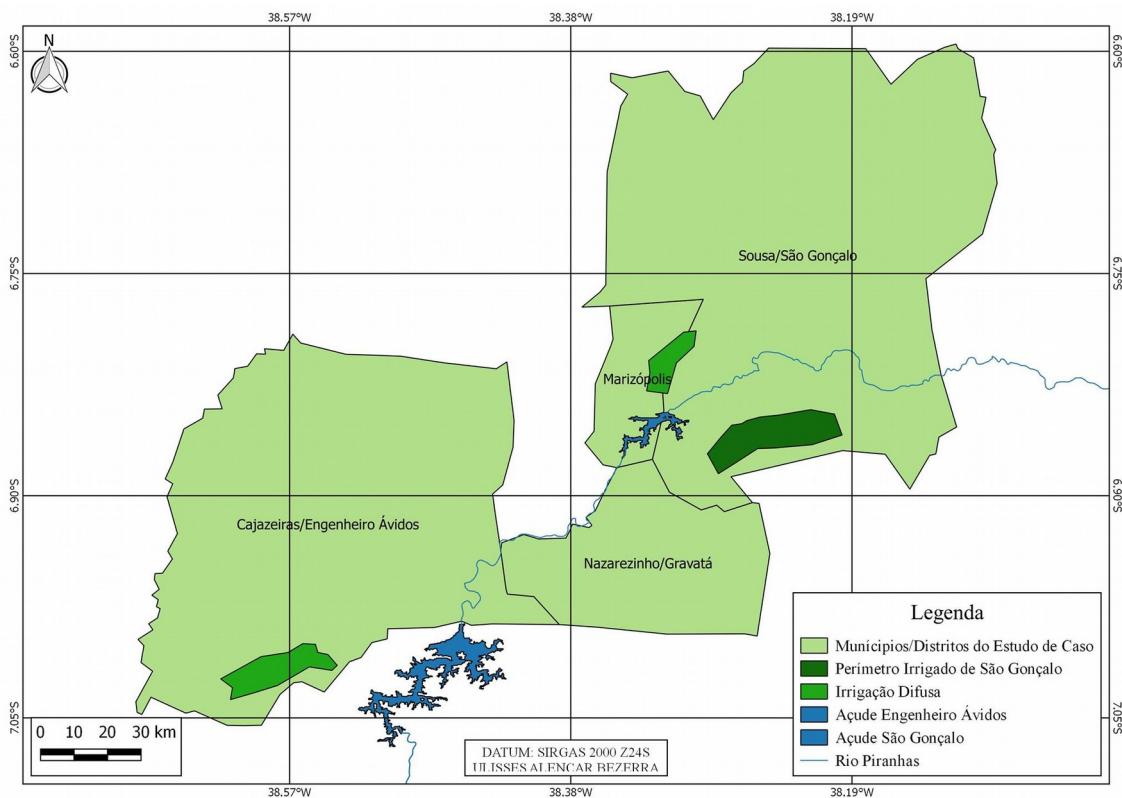 38.57°W
38.38°W
38.19°W
N
6.60°S
6.60°S
Sousa/São Gonçalo
6.75°S
6.75°S
Marizópolis
6.90°S
6.90°S
Cajazeiras/Engenheiro Ávidos
Nazarezinho/Gravatá
Legenda
Munícipios/Distritos do Estudo de Caso
Perímetro Irrigado de São Gonçalo
Irrigação Difusa
Açude Engenheiro Ávidos
Açude São Gonçalo
Rio Piranhas
7.05°S
7.05°S
0 10 20 30 km
DATUM: SIRGAS 2000 Z24S
ULISSES ALENCAR BEZERRA
38.57°W
38.38°W
38.19°W